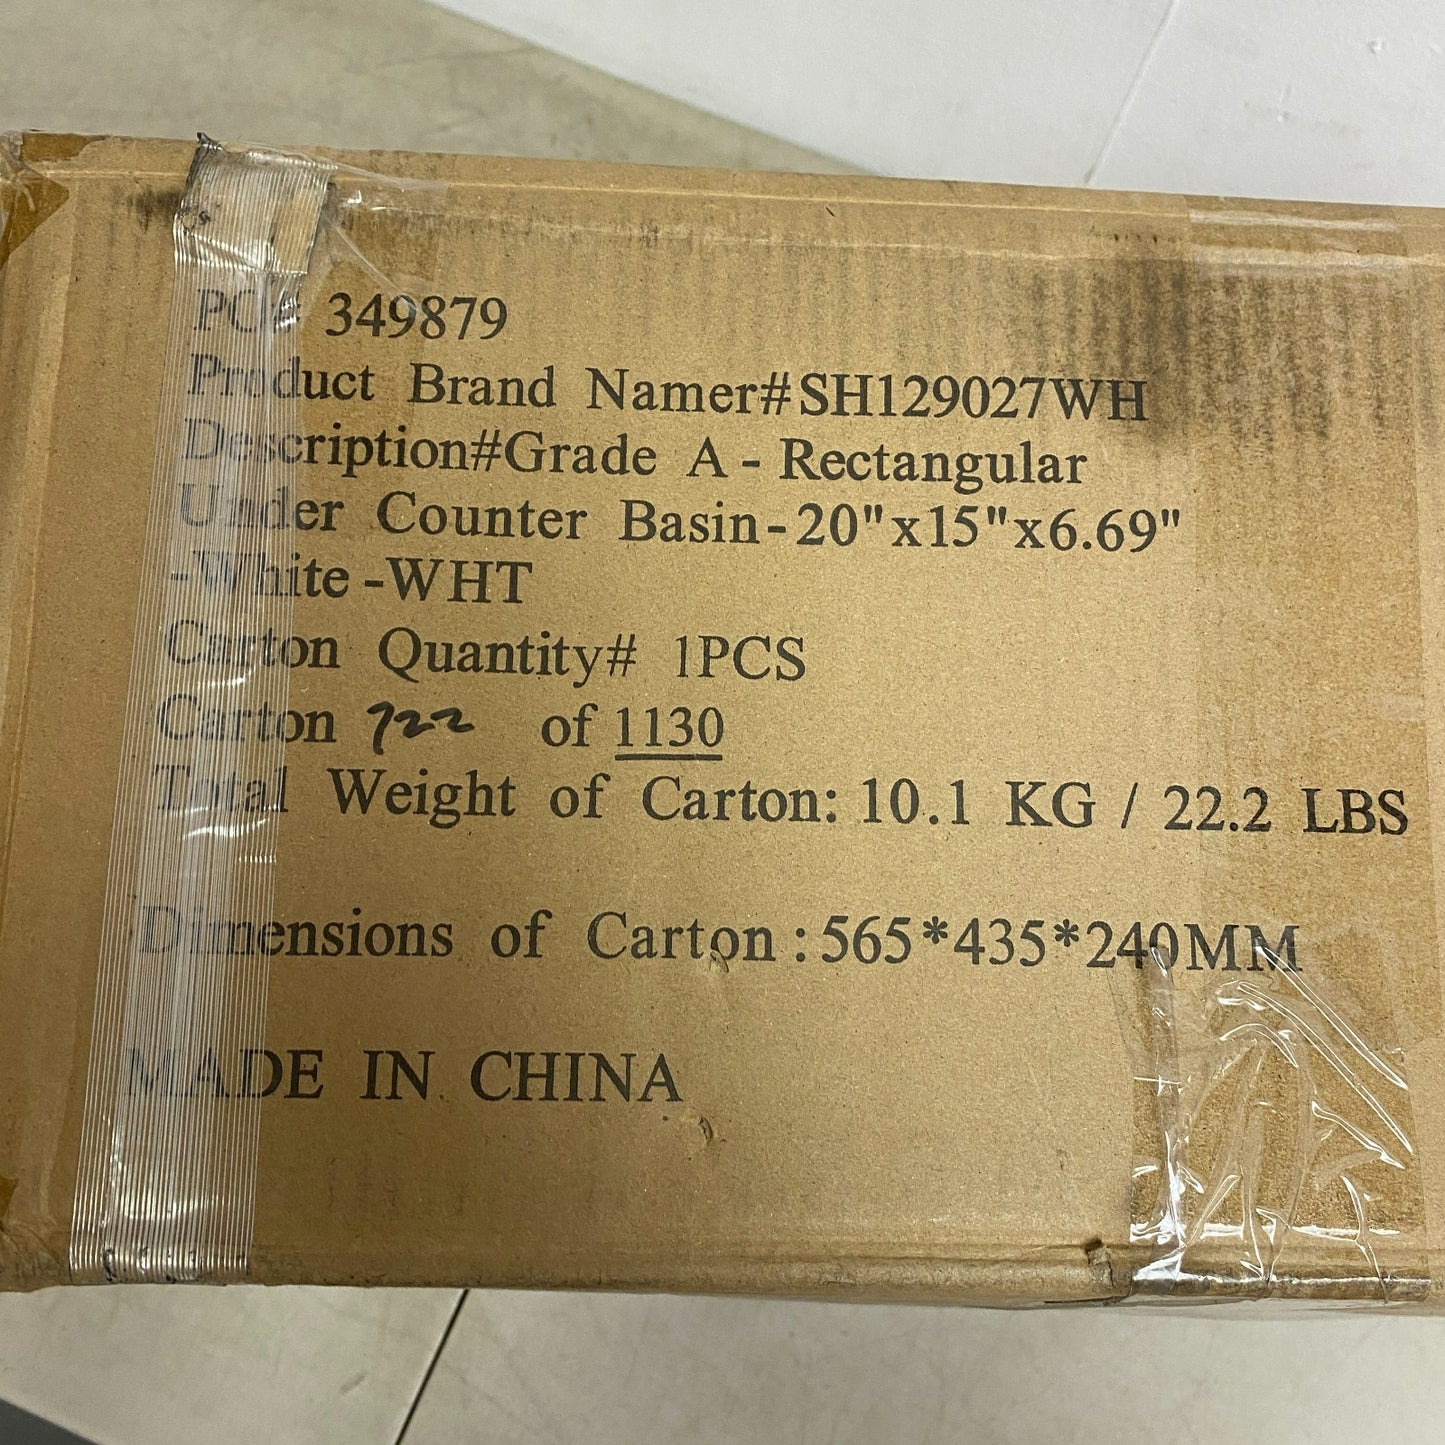 PO# 349879
Product Brand Namer#SH129027WH
Description#Grade A - Rectangular
Under Counter Basin-20"x15"x6.69"
-White-WHT
Carton Quantity# 1PCS
Carton 722 of 1130
Total Weight of Carton: 10.1 KG / 22.2 LBS
Dimensions of Carton:565*435*240MM
MADE IN CHINA